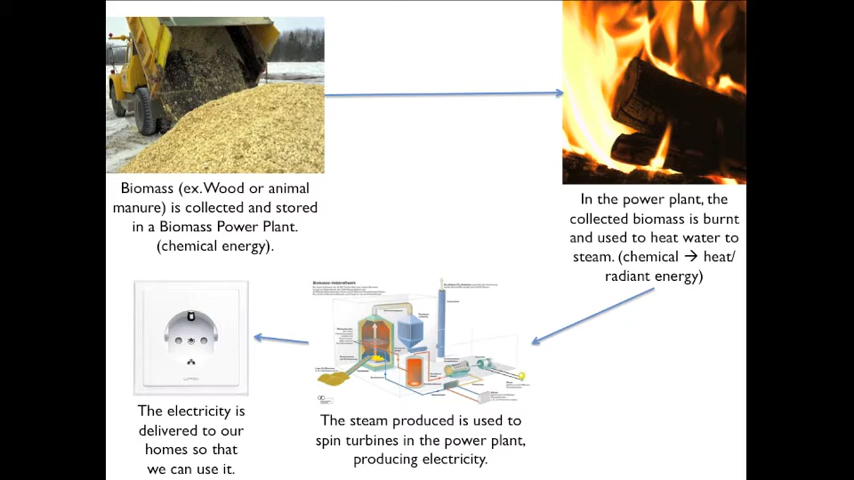 Biomass (ex. Wood or animal
manure) is collected and stored
in a Biomass Power Plant.
(chemical energy).
In the power plant, the
collected biomass is burnt
and used to heat water to
steam. (chemical → heat/
radiant energy)
The steam produced is used to
spin turbines in the power plant,
producing electricity.
The electricity is
delivered to our
homes so that
we can use it.